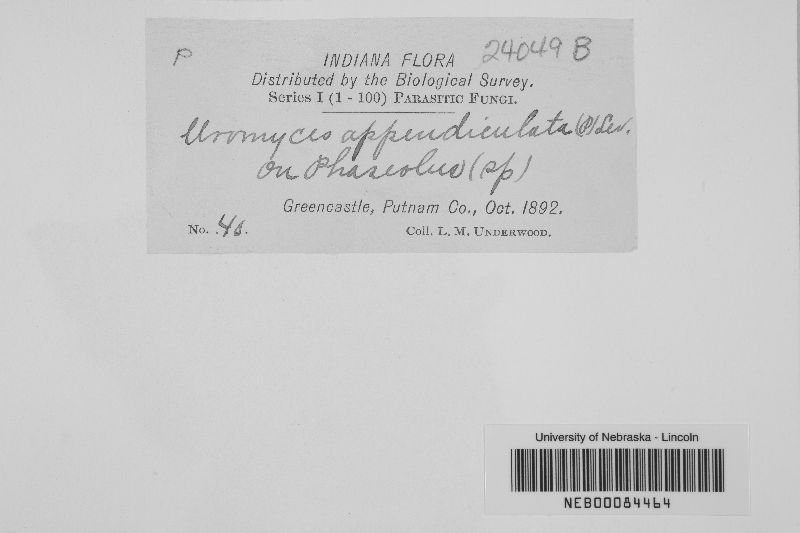 P
24049 B
INDIANA FLORA
Distributed by the Biological Survey.
Series I (1 - 100) PARASITIC FUNGI.
Uromyces appendiculata (P) Lev.
on Phaseolus (sp)
Greencastle, Putnam Co., Oct. 1892.
No. 
Coll. L. M. UNDERWOOD.
University of Nebraska - Lincoln
NEB00084464